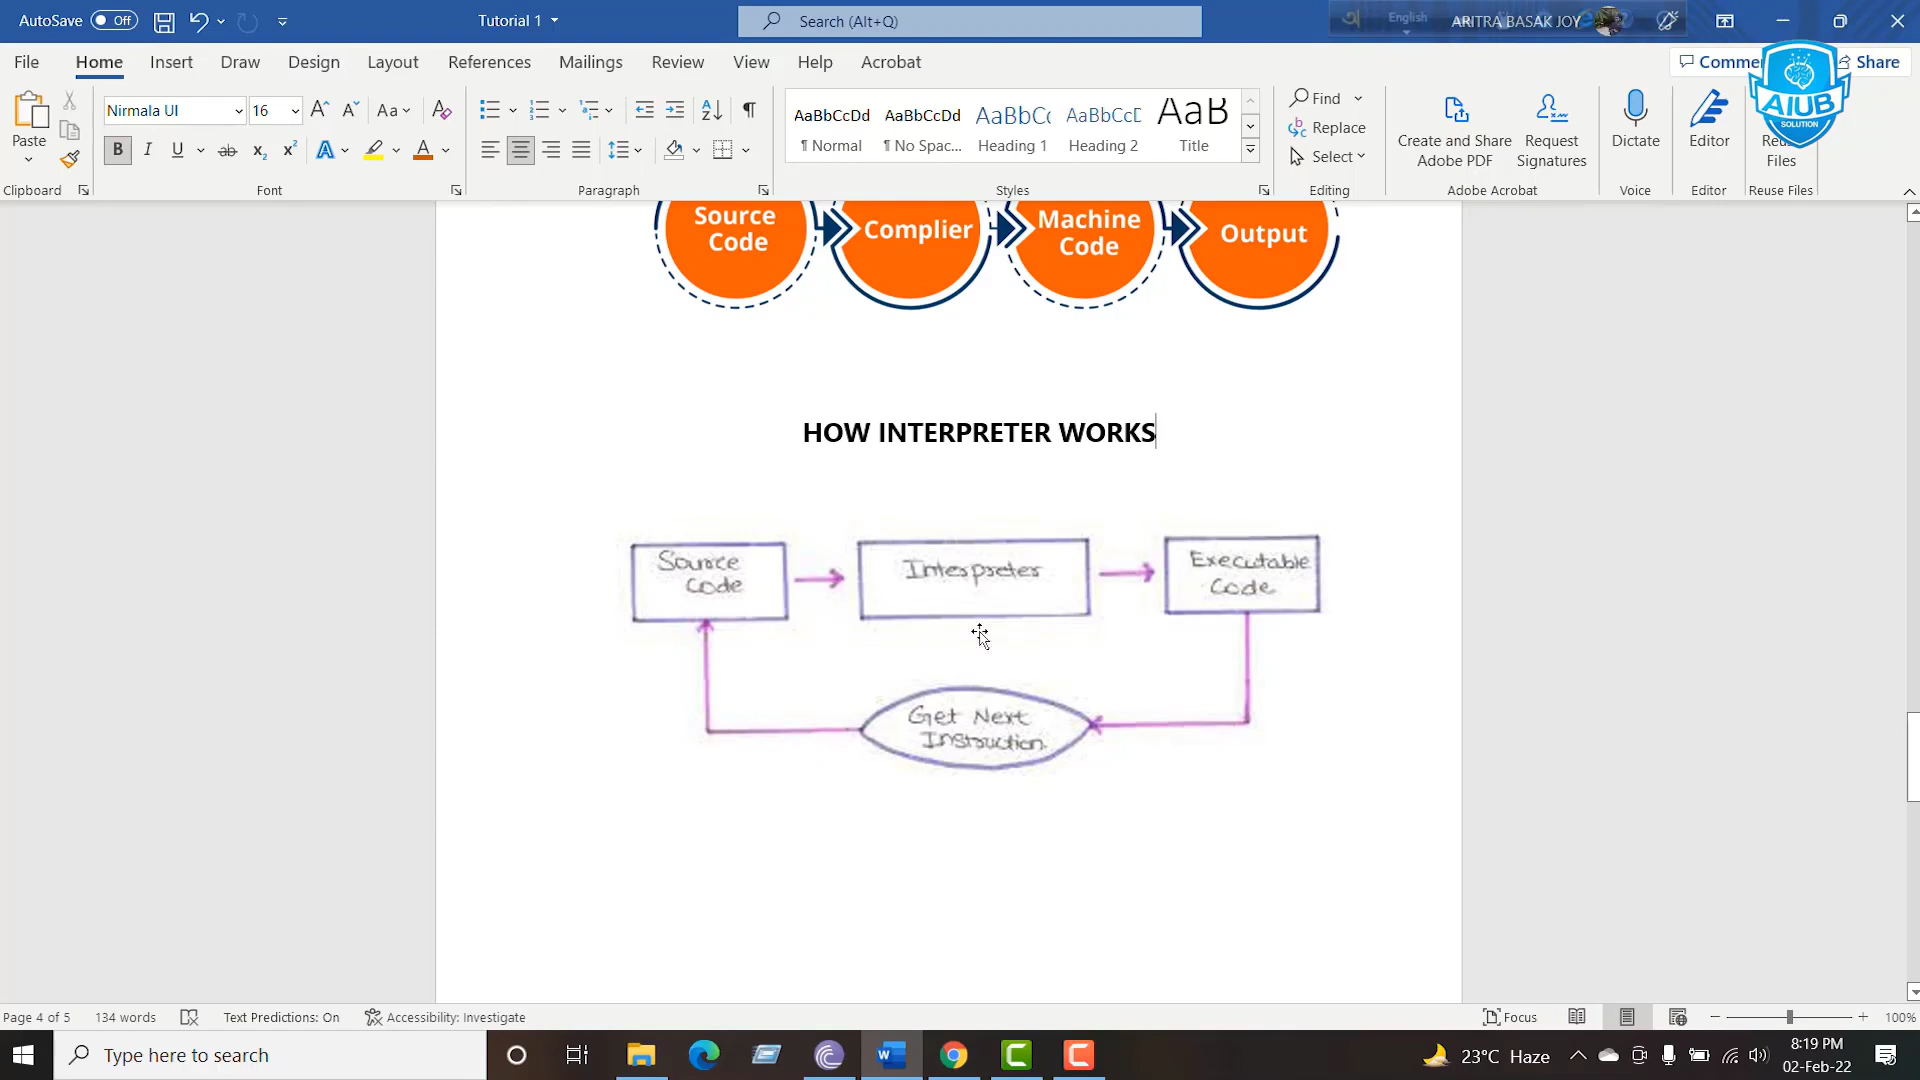 AutoSave Off Tutorial 1 Search (Alt+Q) English ARITRA BASAK JOY
File Home Insert Draw Design Layout References Mailings Review View Help Acrobat Share
AIUB
SOLUTION
Paste
Nirmala UI 16 Aa
AaBbCcDd AaBbCcDd AaBbCc AaBbCcD AaB
¶ Normal ¶ No Spac... Heading 1 Heading 2 Title
Find
Replace
Select
Create and Share
Adobe PDF
Request
Signatures
Dictate
Editor
Files
Clipboard Font Paragraph Styles Editing Adobe Acrobat Voice Editor Reuse Files
Source
Code
Complier
Machine
Code
Output
HOW INTERPRETER WORKS
Source
Code
Interpreter
Executable
Code
Get Next
Instruction
Page 4 of 5 134 words Text Predictions: On Accessibility: Investigate Focus 100%
Type here to search 23°C Haze 8:19 PM
02-Feb-22